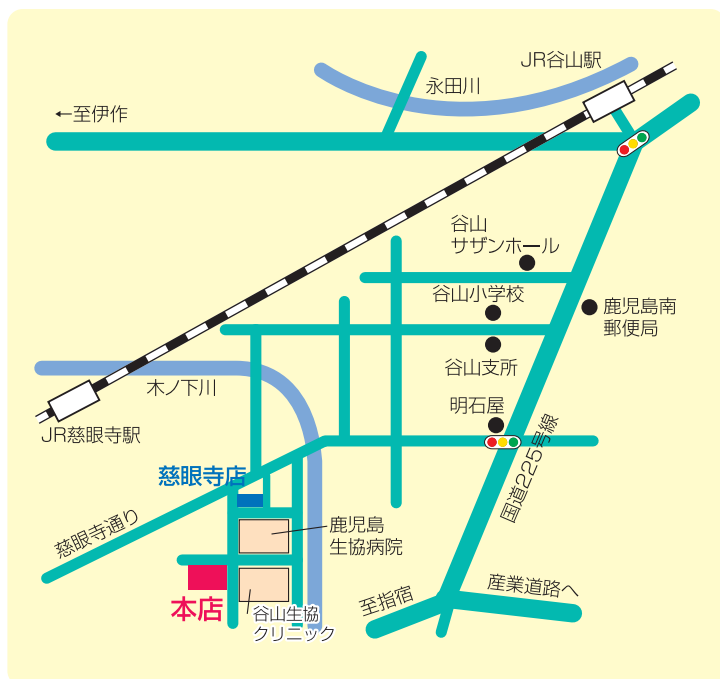 JR谷山駅
永田川
←至伊作
谷山
サザンホール
谷山小学校
鹿児島南
郵便局
谷山支所
木ノ下川
明石屋
JR慈眼寺駅
国道225号線
慈眼寺店
慈眼寺通り
鹿児島
生協病院
産業道路へ
至指宿
本店
谷山生協
クリニック